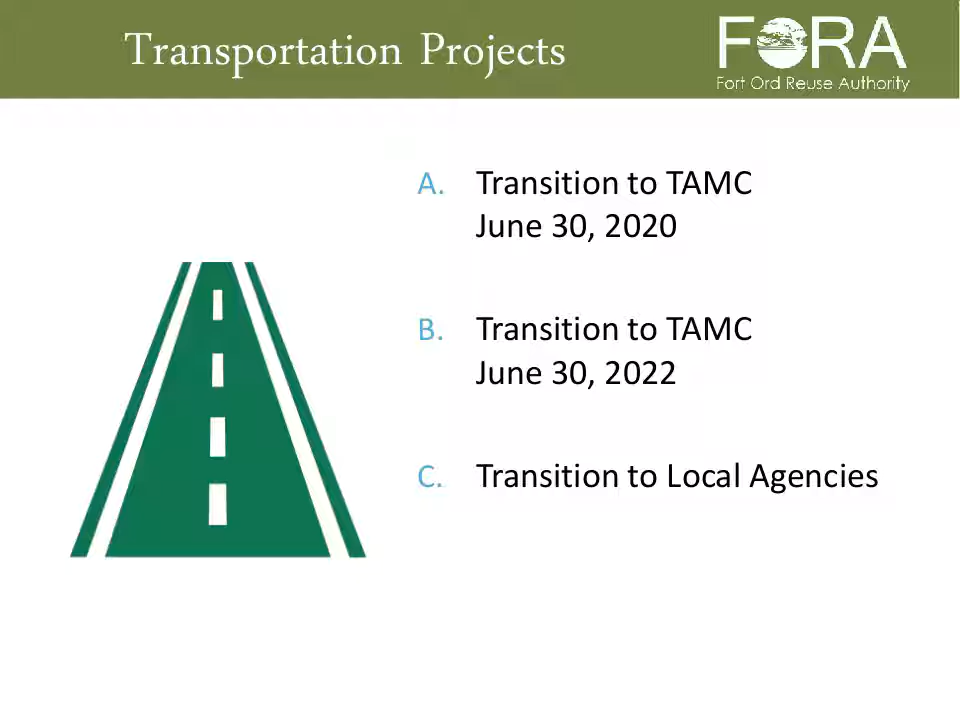 Transportation Projects
FORA
Fort Ord Reuse Authority
A. Transition to TAMC
June 30, 2020
B. Transition to TAMC
June 30, 2022
C. Transition to Local Agencies